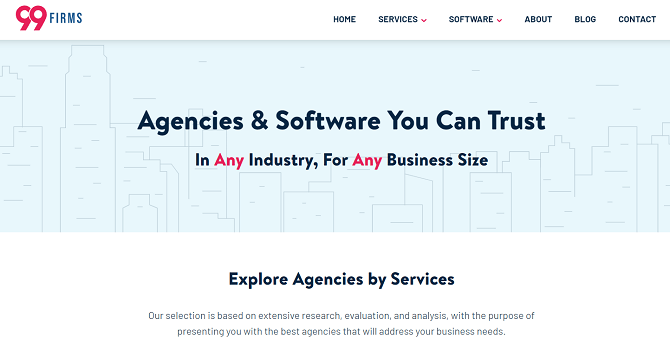 99 FIRMS
HOME SERVICES SOFTWARE ABOUT BLOG CONTACT
Agencies & Software You Can Trust
In Any Industry, For Any Business Size
Explore Agencies by Services
Our selection is based on extensive research, evaluation, and analysis, with the purpose of
presenting you with the best agencies that will address your business needs.